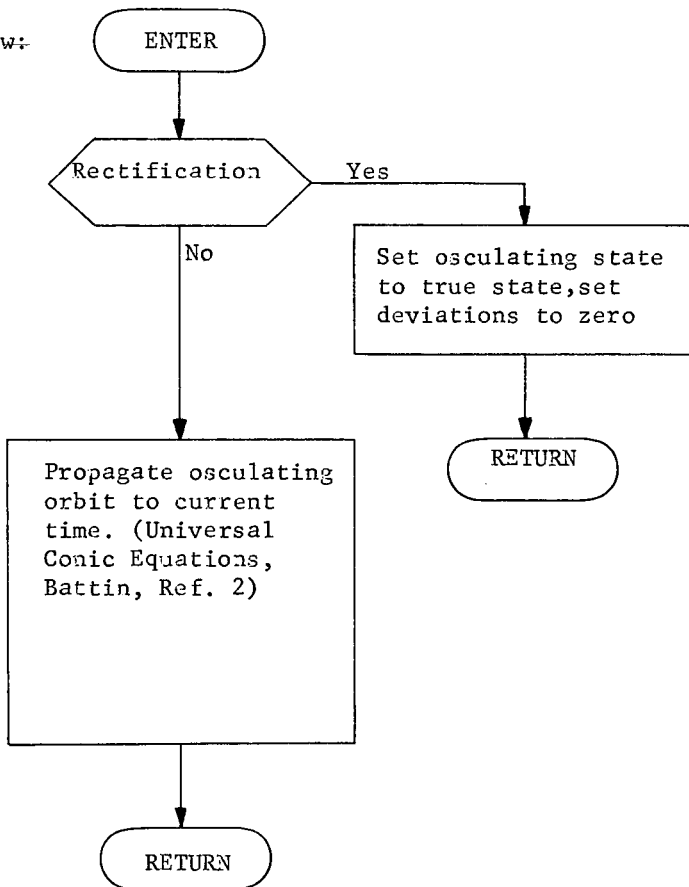 w:
ENTER
Rectification
Yes
No
Set osculating state
to true state,set
deviations to zero
RETURN
Propagate osculating
orbit to current
time. (Universal
Conic Equations,
Battin, Ref. 2)
RETURN